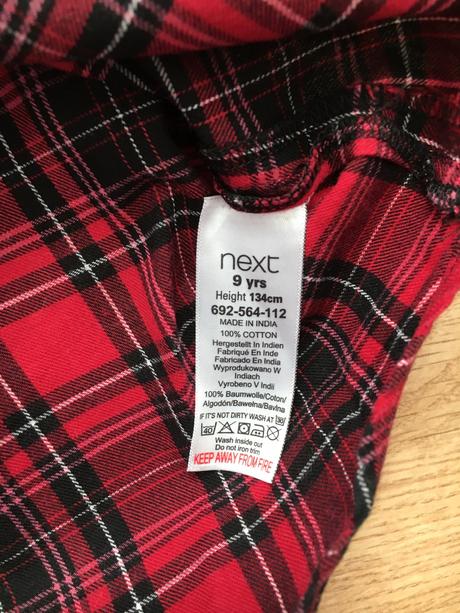 next
9 yrs
Height 134cm
692-564-112
MADE IN INDIA
100% COTTON
Hergestellt In Indien
Fabriqué En Inde
Fabricado En India
Wyprodukowano W
Indiach
Vyrobeno V Indii
100% Baumwolle/Coton/
Algodón/Bawełna/Bavlna
IF IT'S NOT DIRTY WASH AT 30
40
Wash inside out
Do not iron trim
KEEP AWAY FROM FIRE